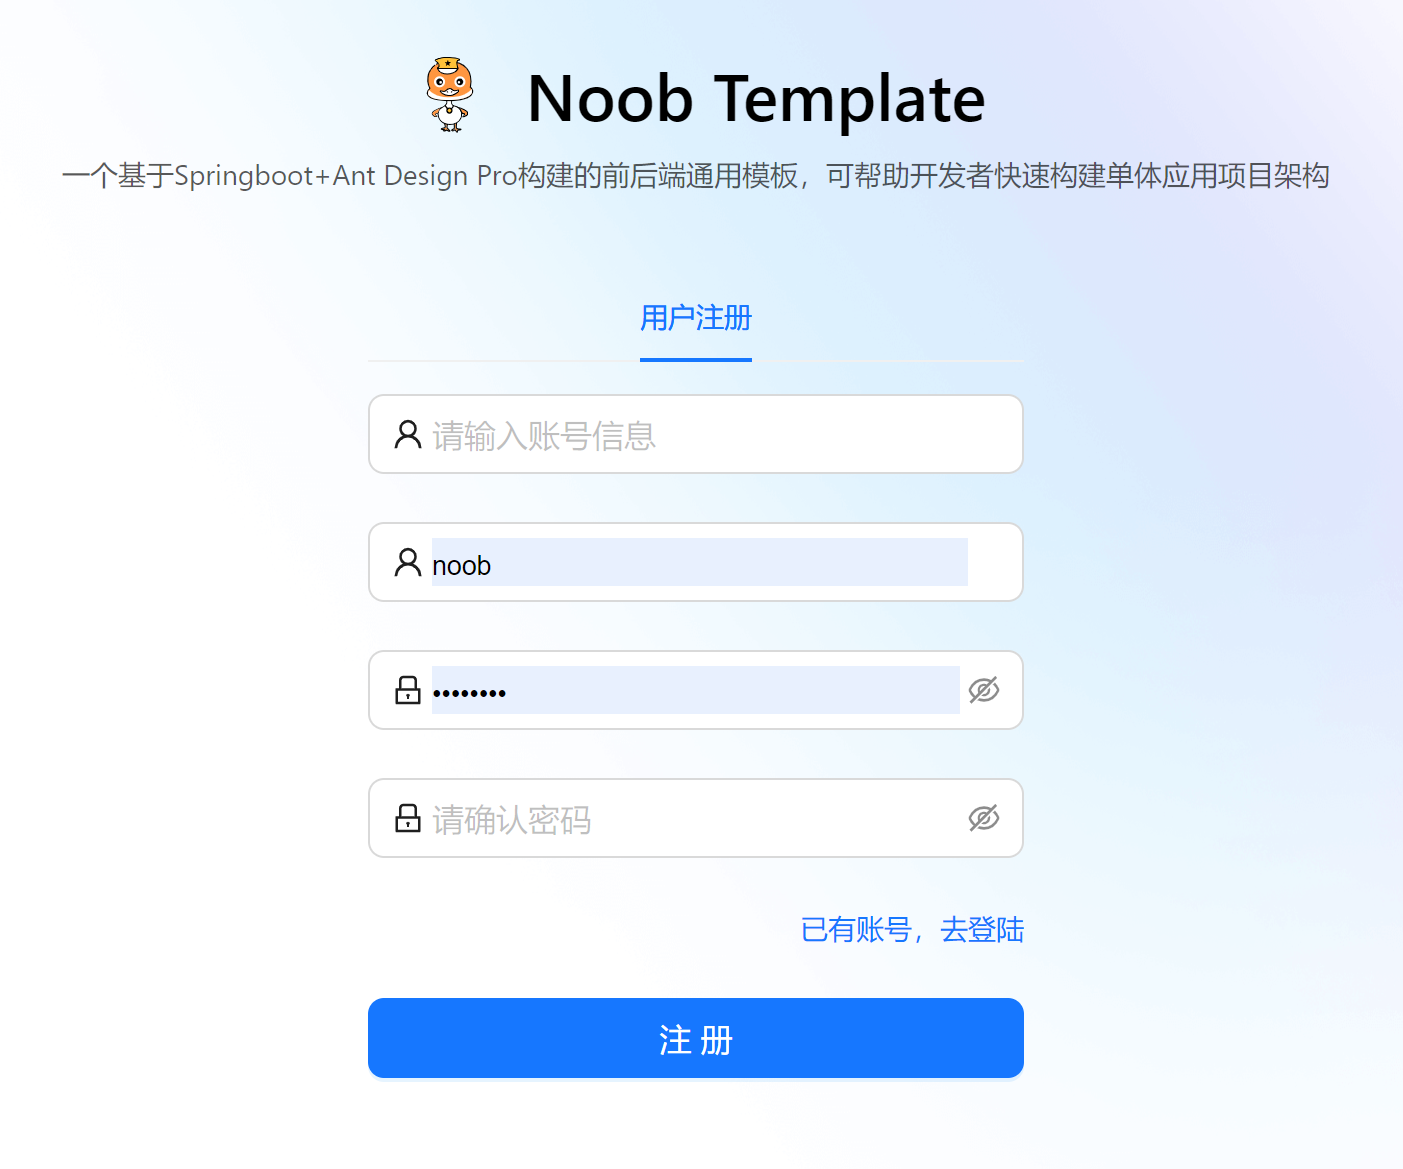 Noob Template
一个基于Springboot+Ant Design Pro构建的前后端通用模板，可帮助开发者快速构建单体应用项目架构
用户注册
请输入账号信息
noob
••••••••
请确认密码
已有账号，去登陆
注 册